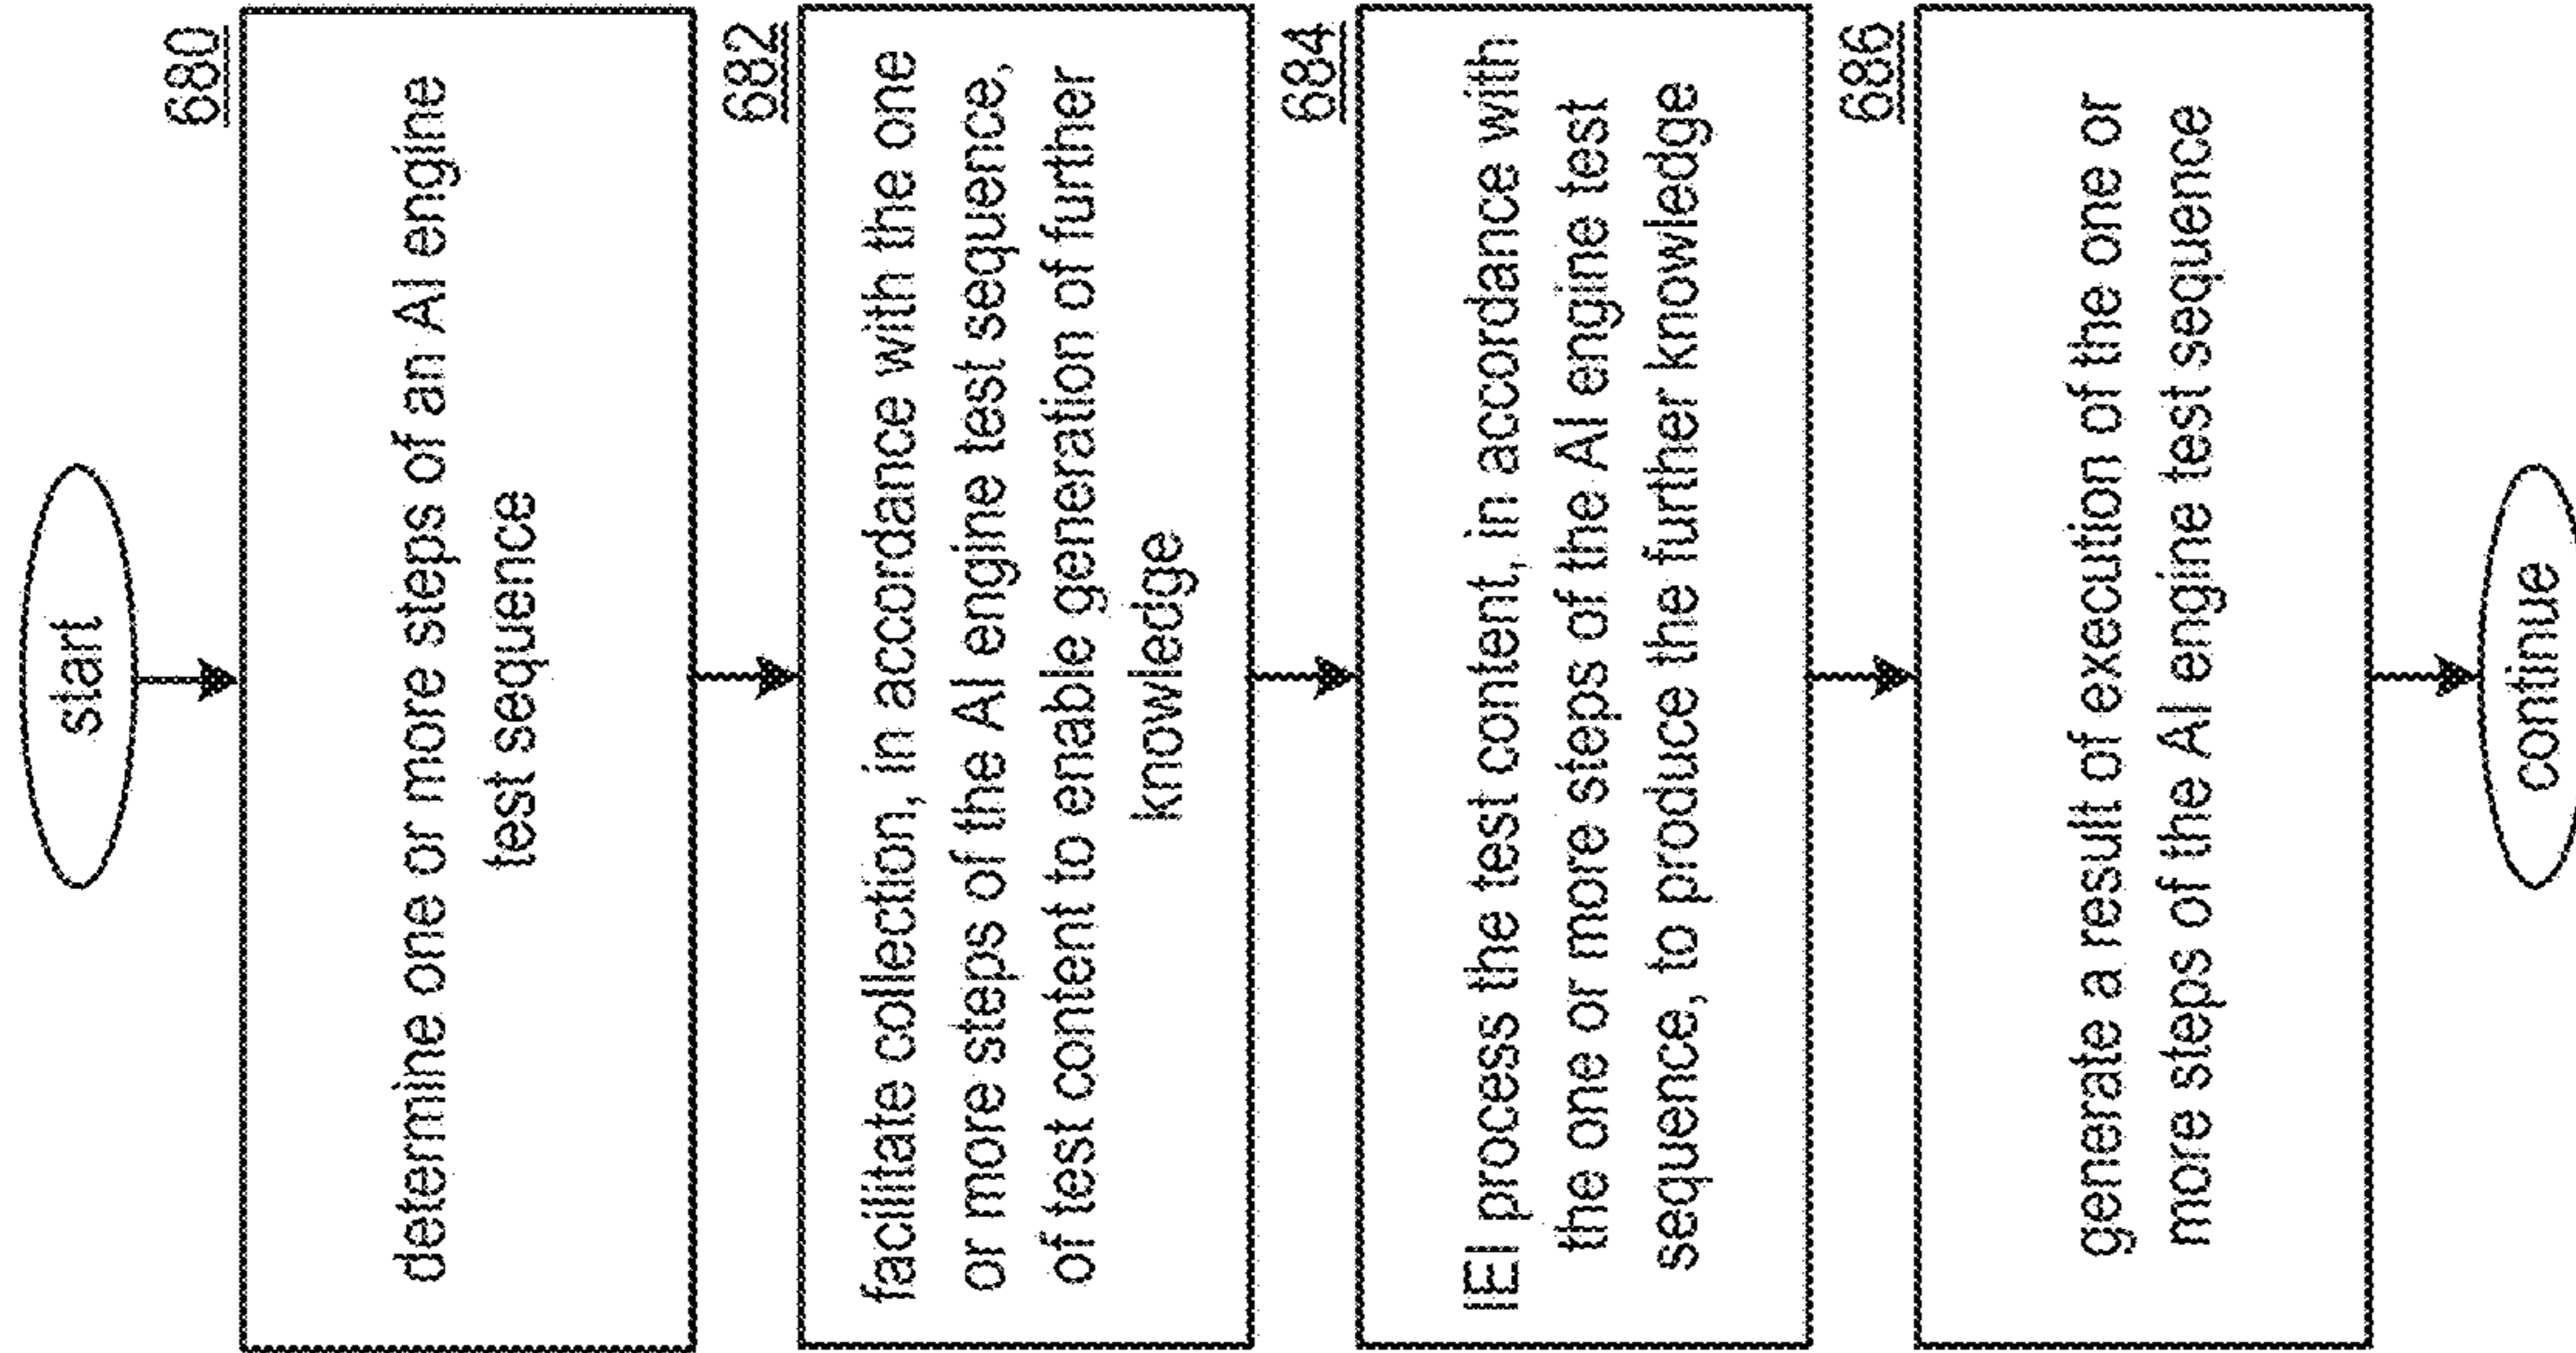 start
680
determine one or more steps of an AI engine
test sequence
682
facilitate collection, in accordance with the one
or more steps of the AI engine test sequence,
of test content to enable generation of further
knowledge
684
IEI process the test content, in accordance with
the one or more steps of the AI engine test
sequence, to produce the further knowledge
686
generate a result of execution of the one or
more steps of the AI engine test sequence
continue